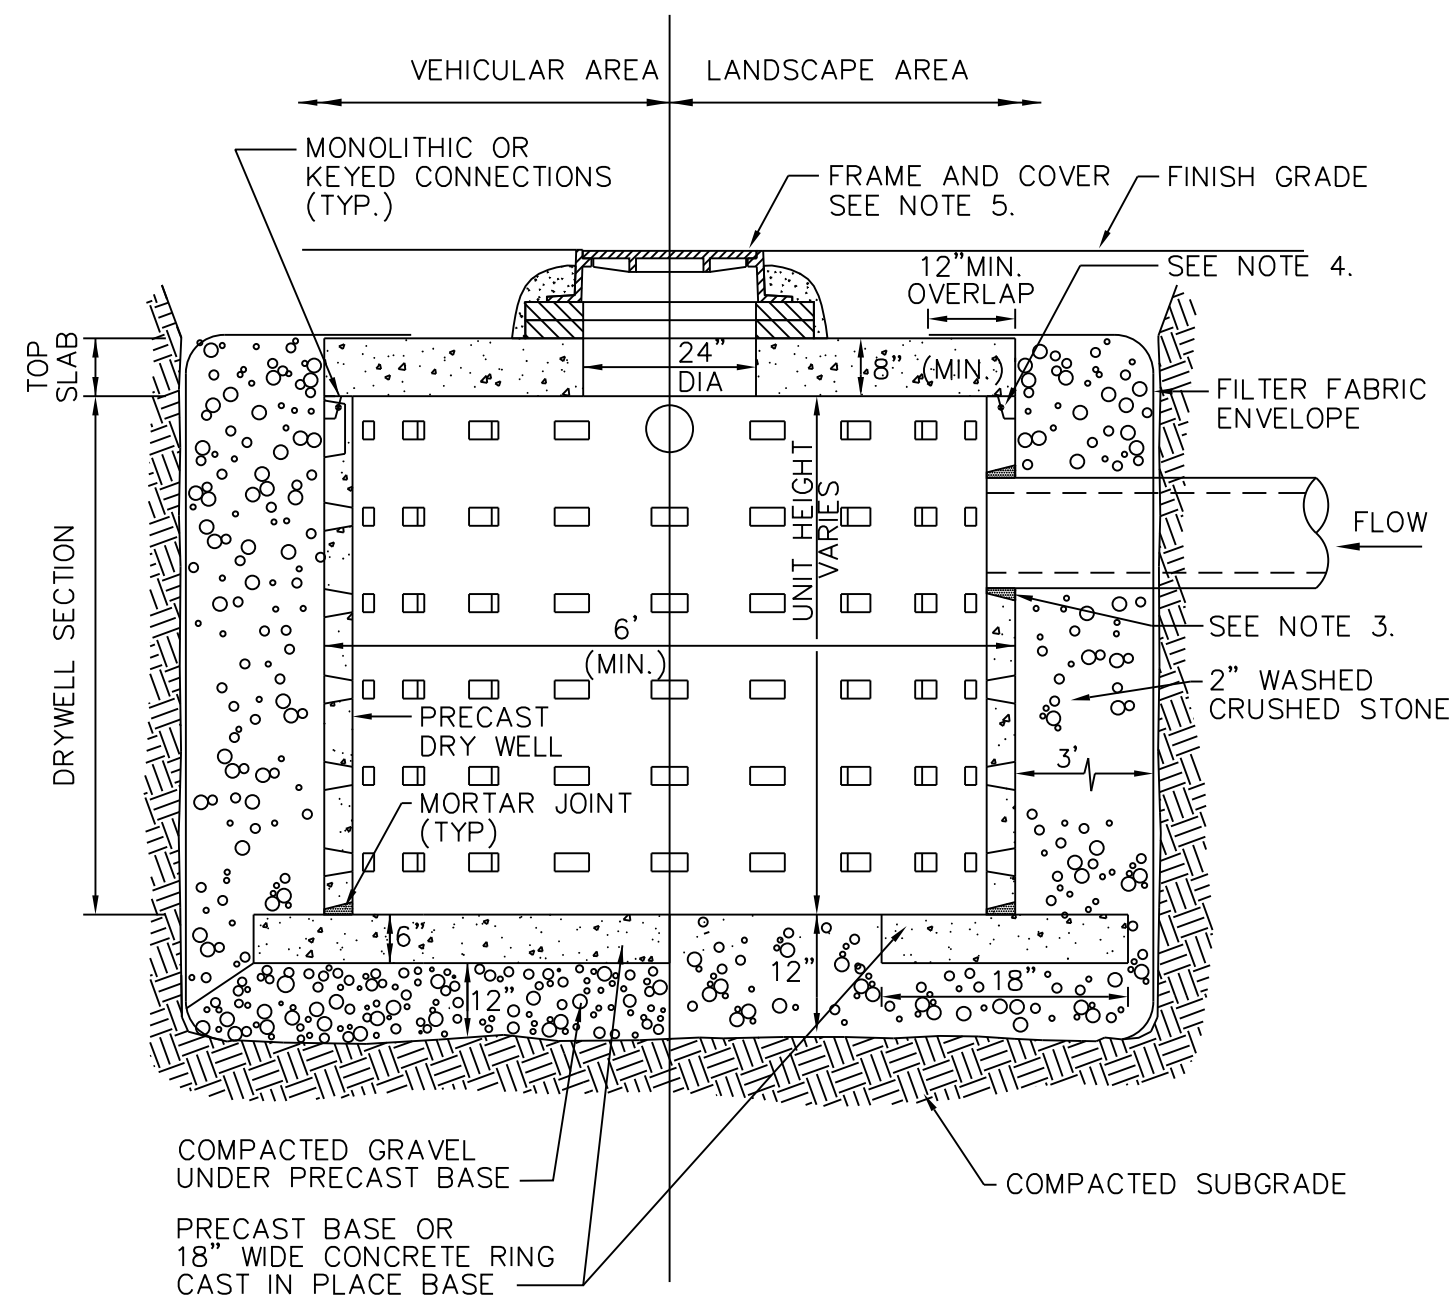 VEHICULAR AREA
LANDSCAPE AREA
MONOLITHIC OR
KEYED CONNECTIONS
(TYP.)
FRAME AND COVER
SEE NOTE 5.
FINISH GRADE
12"MIN.
OVERLAP
SEE NOTE 4.
TOP
SLAB
24"
DIA
8" (MIN.)
FILTER FABRIC
ENVELOPE
UNIT HEIGHT
VARIES
FLOW
DRYWELL SECTION
6'
(MIN.)
SEE NOTE 3.
2" WASHED
CRUSHED STONE
PRECAST
DRY WELL
3'
MORTAR JOINT
(TYP)
6"
12"
12"
18"
COMPACTED GRAVEL
UNDER PRECAST BASE
COMPACTED SUBGRADE
PRECAST BASE OR
18" WIDE CONCRETE RING
CAST IN PLACE BASE